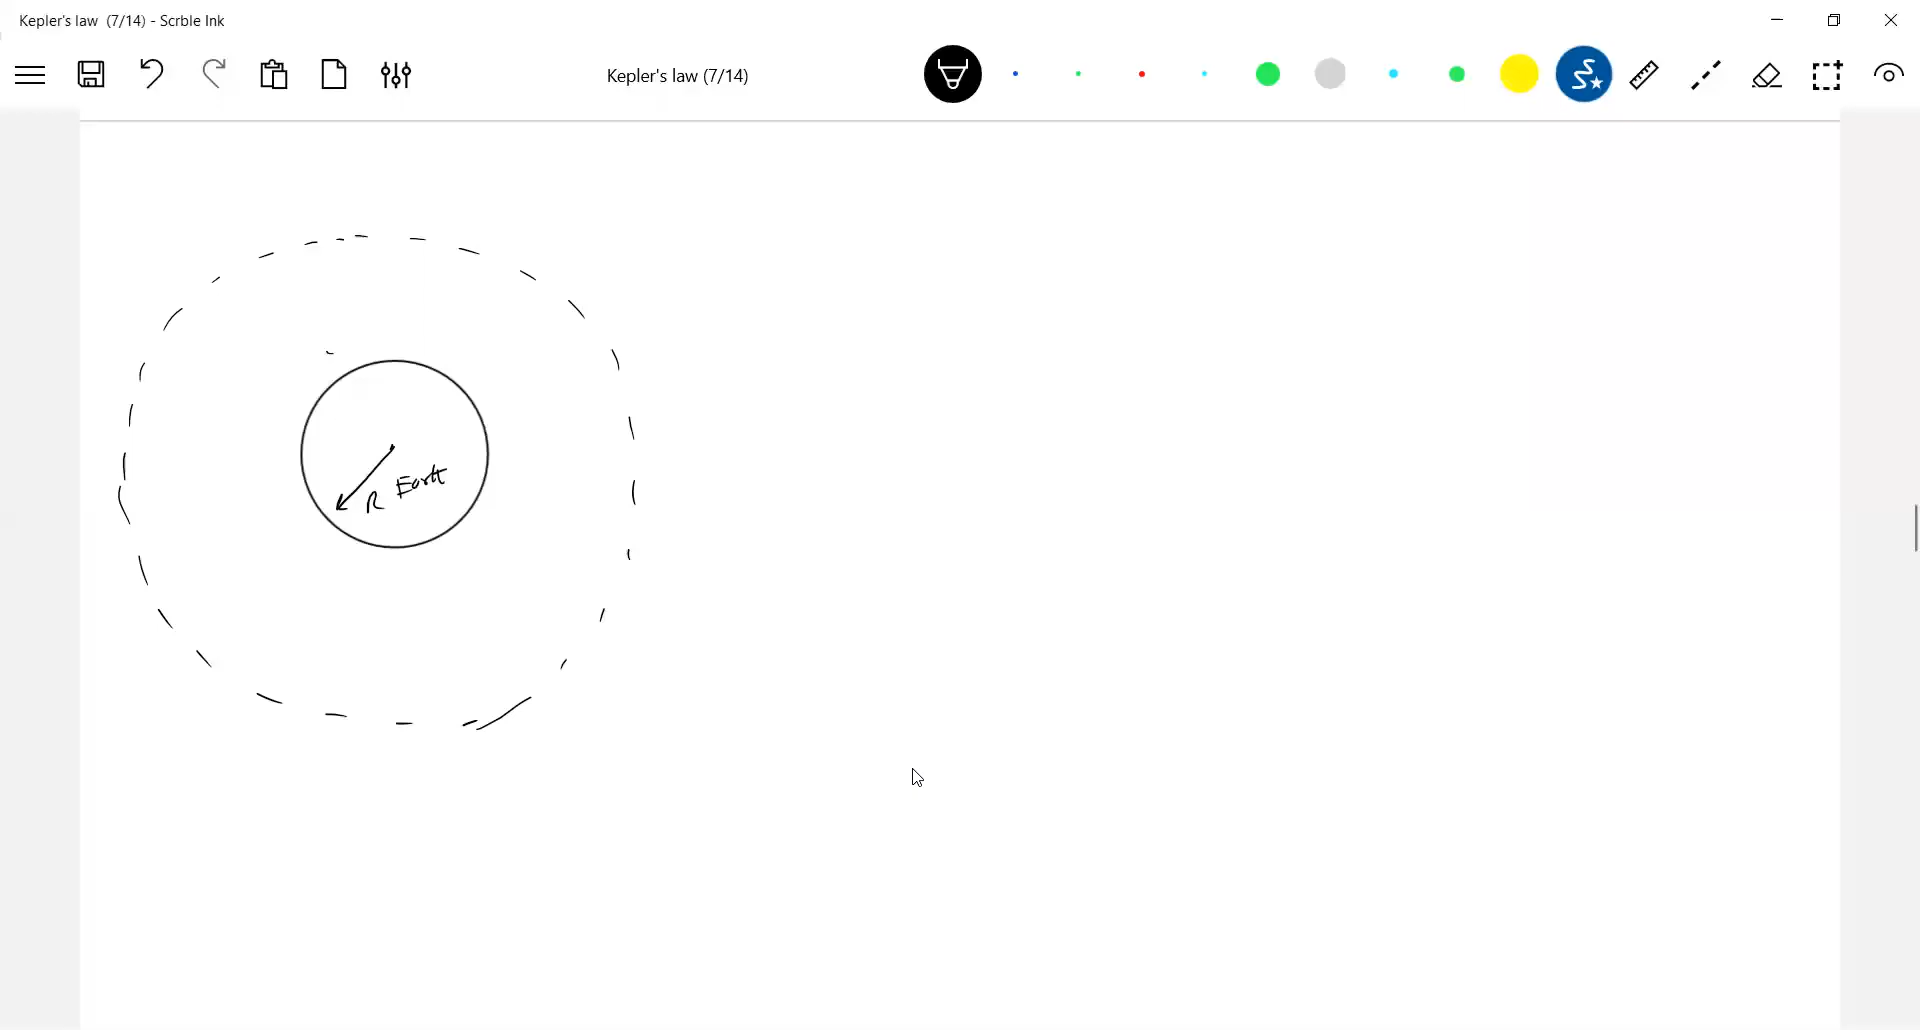 Kepler's law (7/14) - Scrble Ink
Kepler's law (7/14)
R Earth